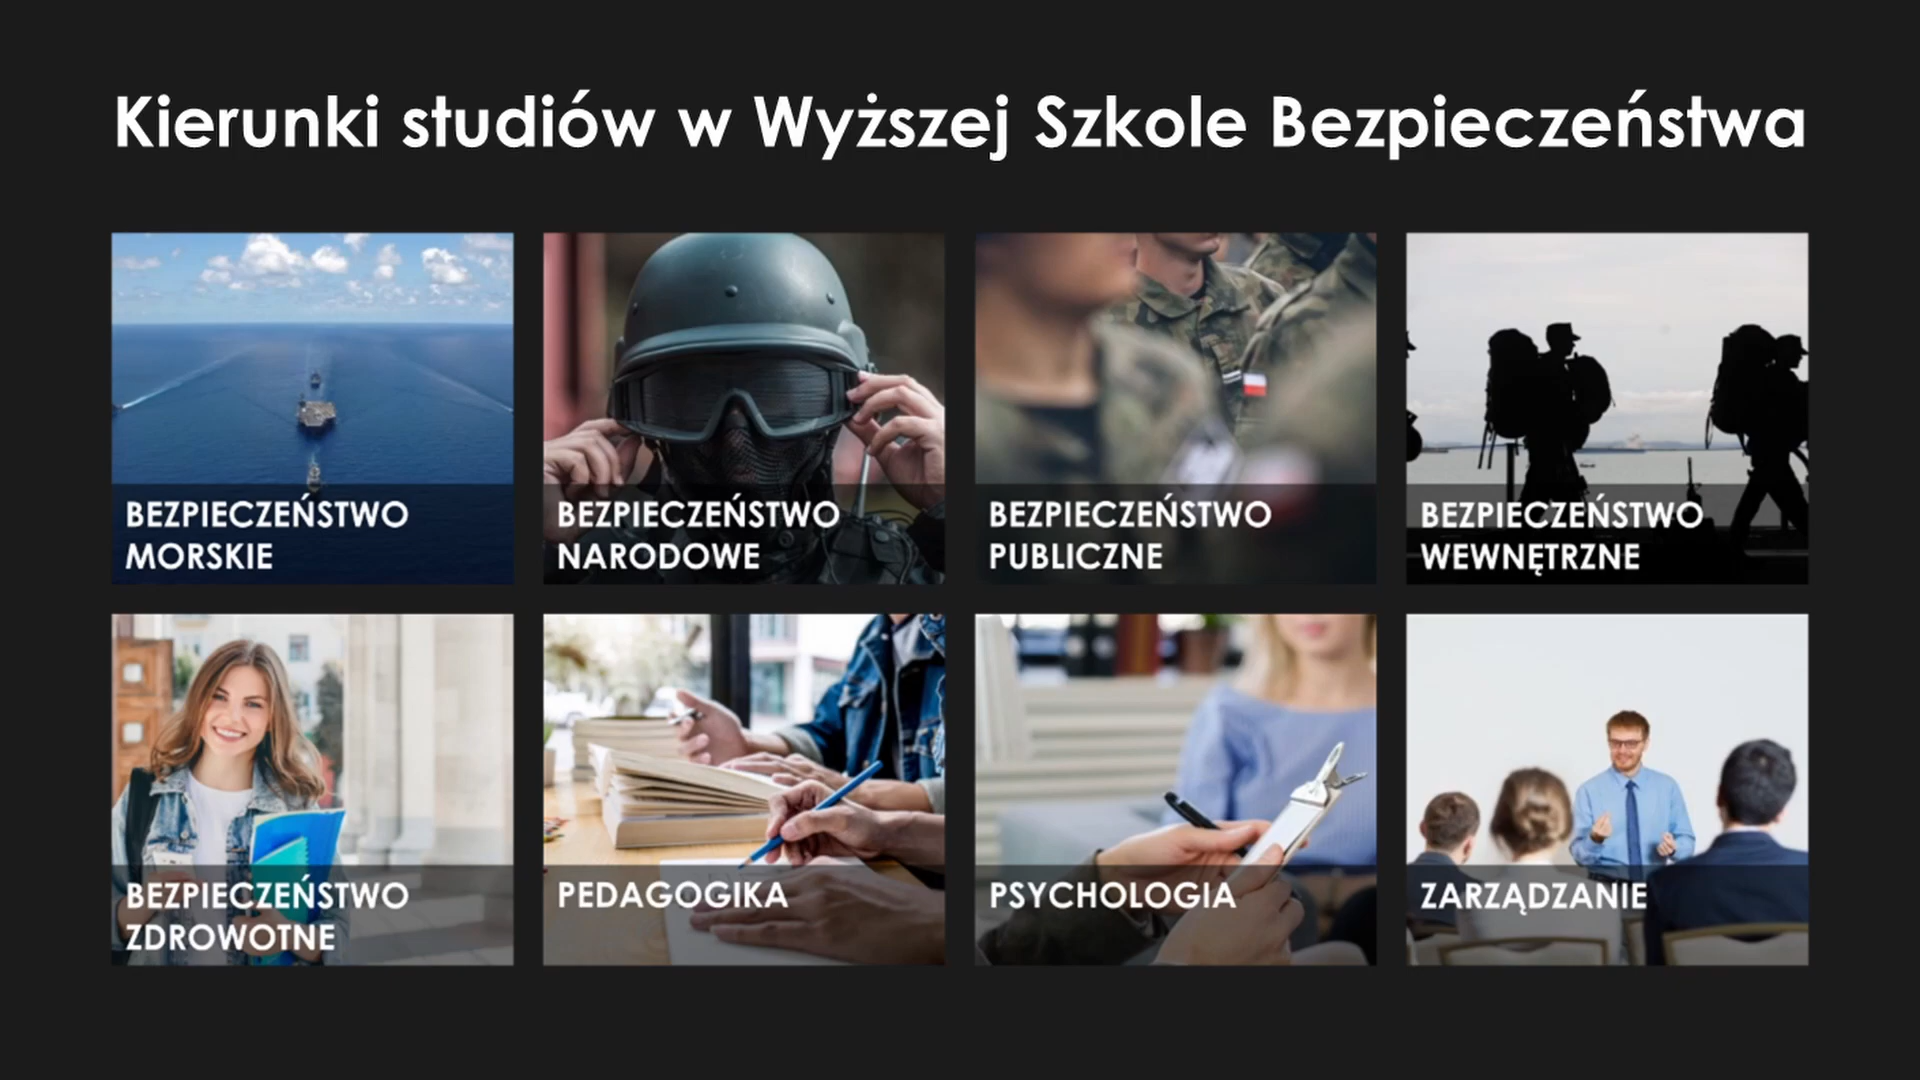 Kierunki studiów w Wyższej Szkole Bezpieczeństwa
BEZPIECZEŃSTWO
MORSKIE
BEZPIECZEŃSTWO
NARODOWE
BEZPIECZEŃSTWO
PUBLICZNE
BEZPIECZEŃSTWO
WEWNĘTRZNE
BEZPIECZEŃSTWO
ZDROWOTNE
PEDAGOGIKA
PSYCHOLOGIA
ZARZĄDZANIE